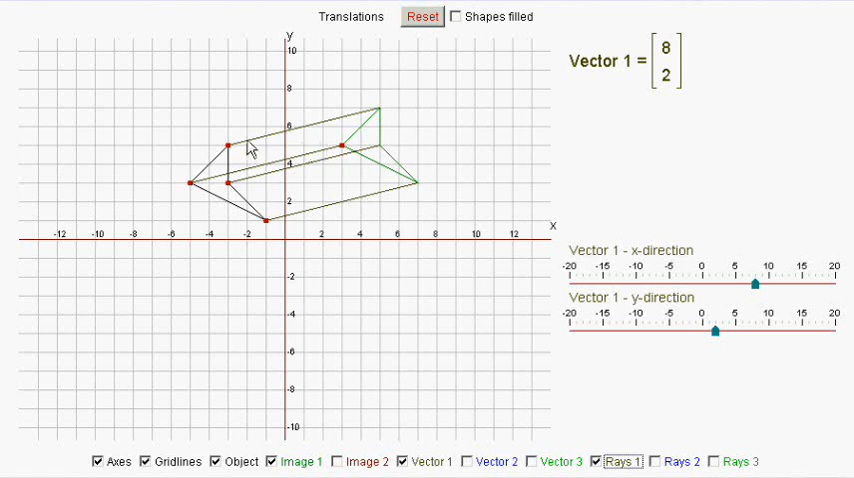 Translations Reset Shapes filled
y
Vector 1 = [8
2]
10
8
6
4
2
-12 -10 -8 -6 -4 -2 2 4 6 8 10 12 x
-2
-4
-6
-8
-10
Vector 1 - x-direction
-20 -15 -10 -5 0 5 10 15 20
Vector 1 - y-direction
-20 -15 -10 -5 0 5 10 15 20
Axes Gridlines Object Image 1 Image 2 Vector 1 Vector 2 Vector 3 Rays 1 Rays 2 Rays 3